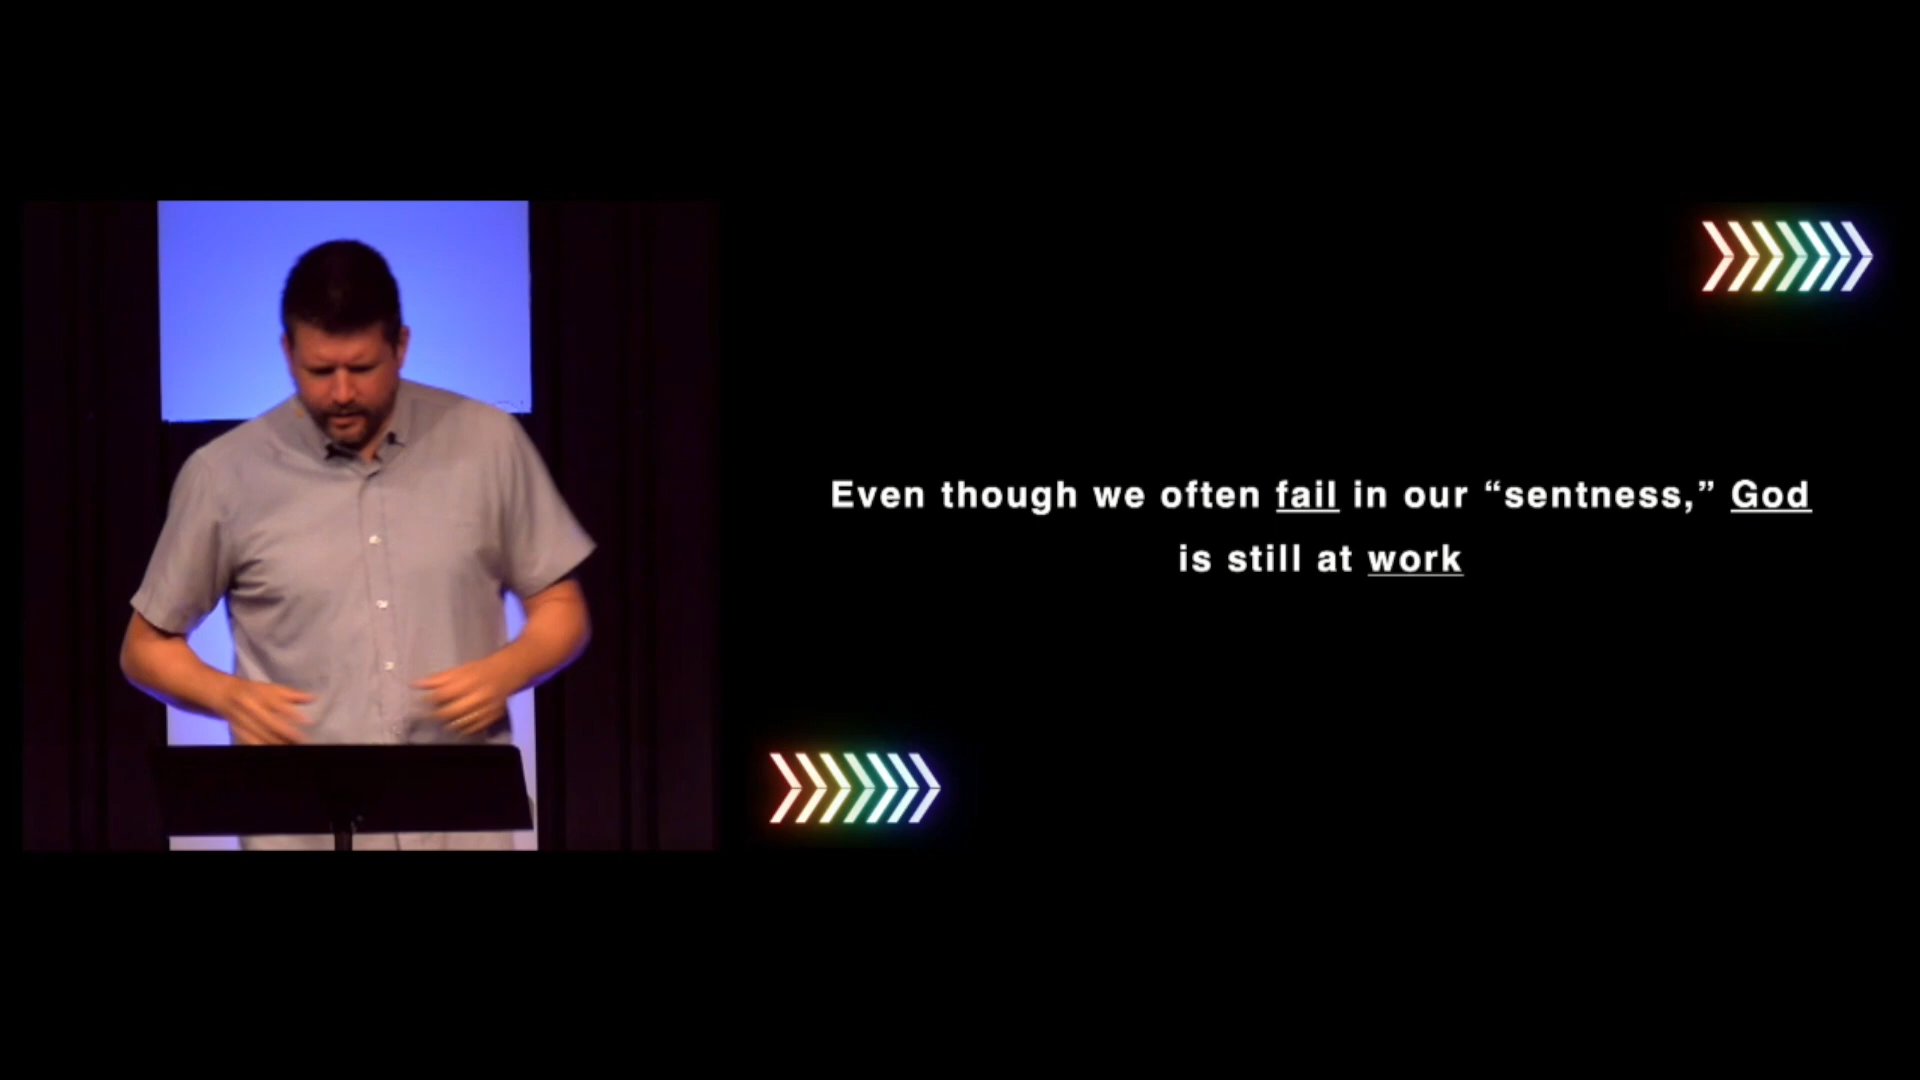 Even though we often fail in our “sentness,” God
is still at work